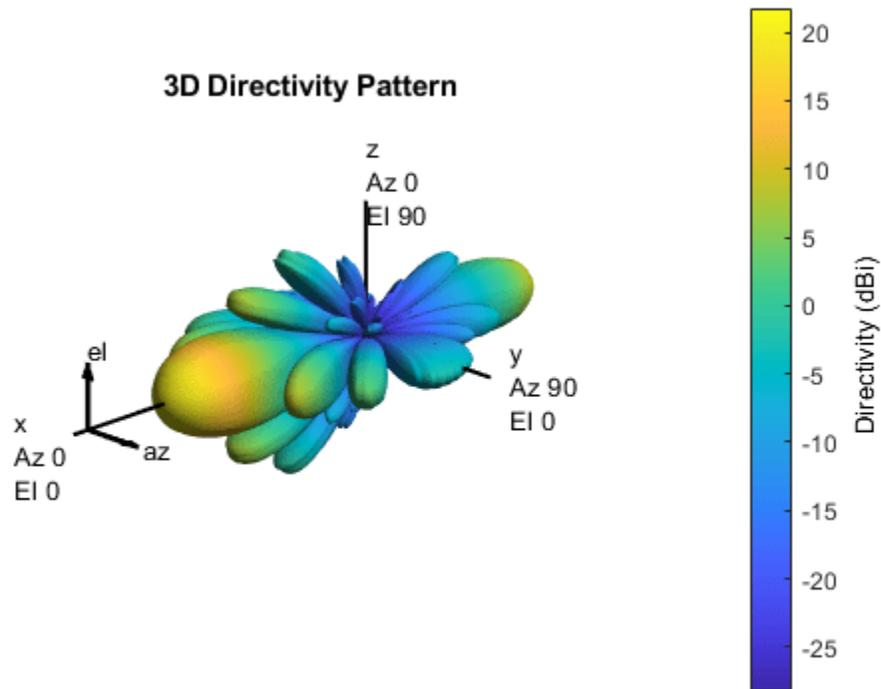 3D Directivity Pattern
z
Az 0
El 90
el
x
Az 0
El 0
az
y
Az 90
El 0
20
15
10
5
0
-5
-10
-15
-20
-25
Directivity (dBi)